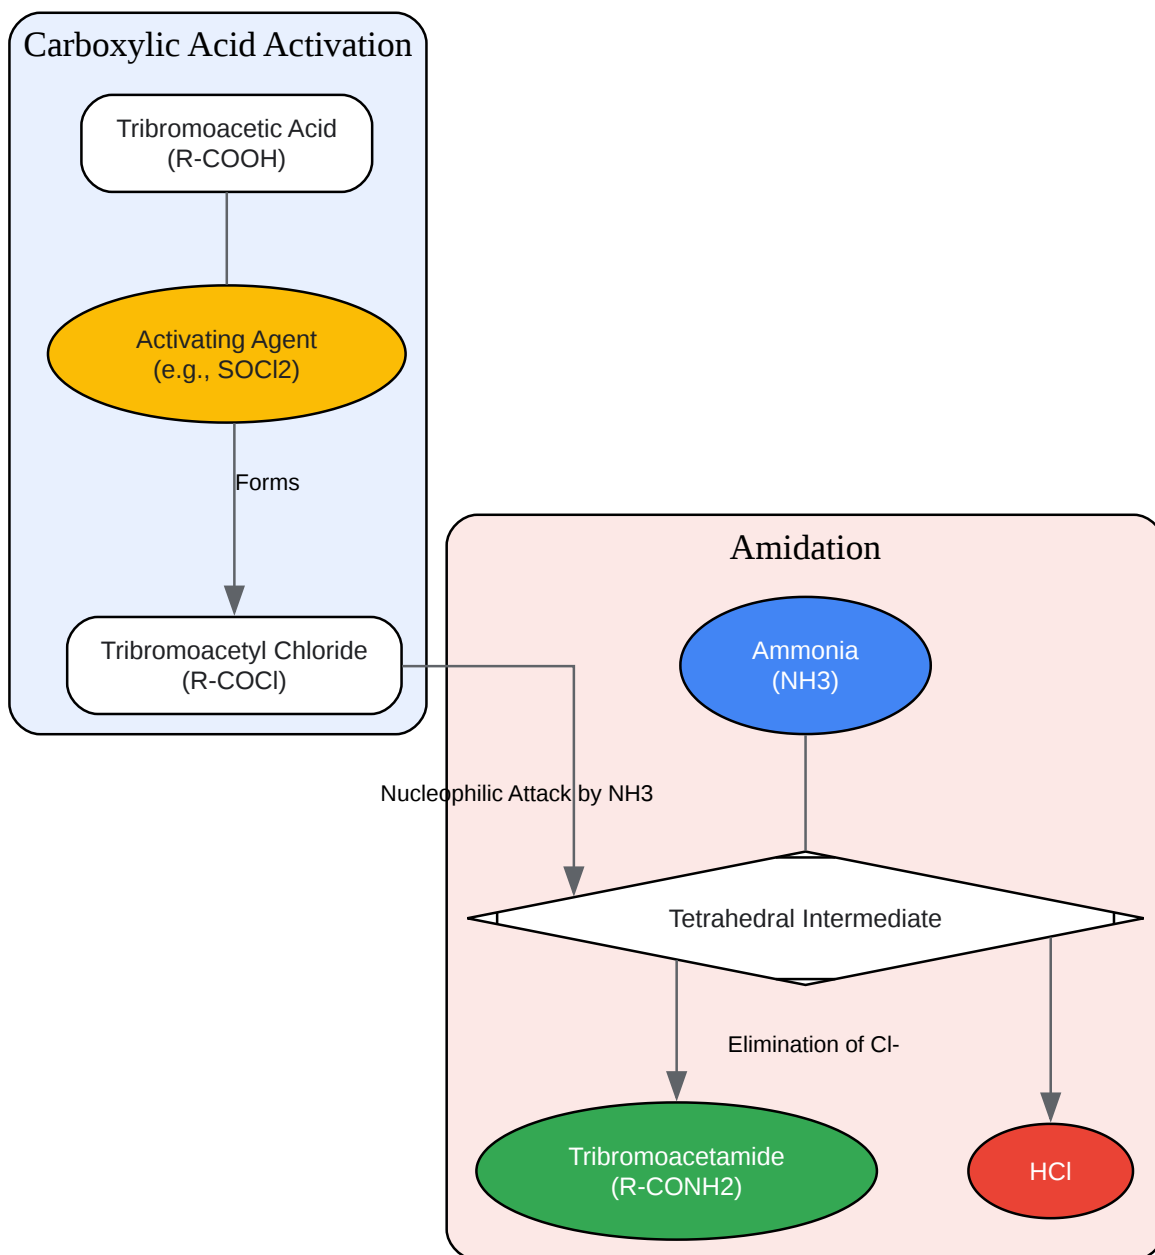 Carboxylic Acid Activation
Tribromoacetic Acid
(R-COOH)
Activating Agent
(e.g., SOCl2)
Forms
Tribromoacetyl Chloride
(R-COCl)
Amidation
Ammonia
(NH3)
Nucleophilic Attack by NH3
Tetrahedral Intermediate
Elimination of Cl-
Tribromoacetamide
(R-CONH2)
HCl